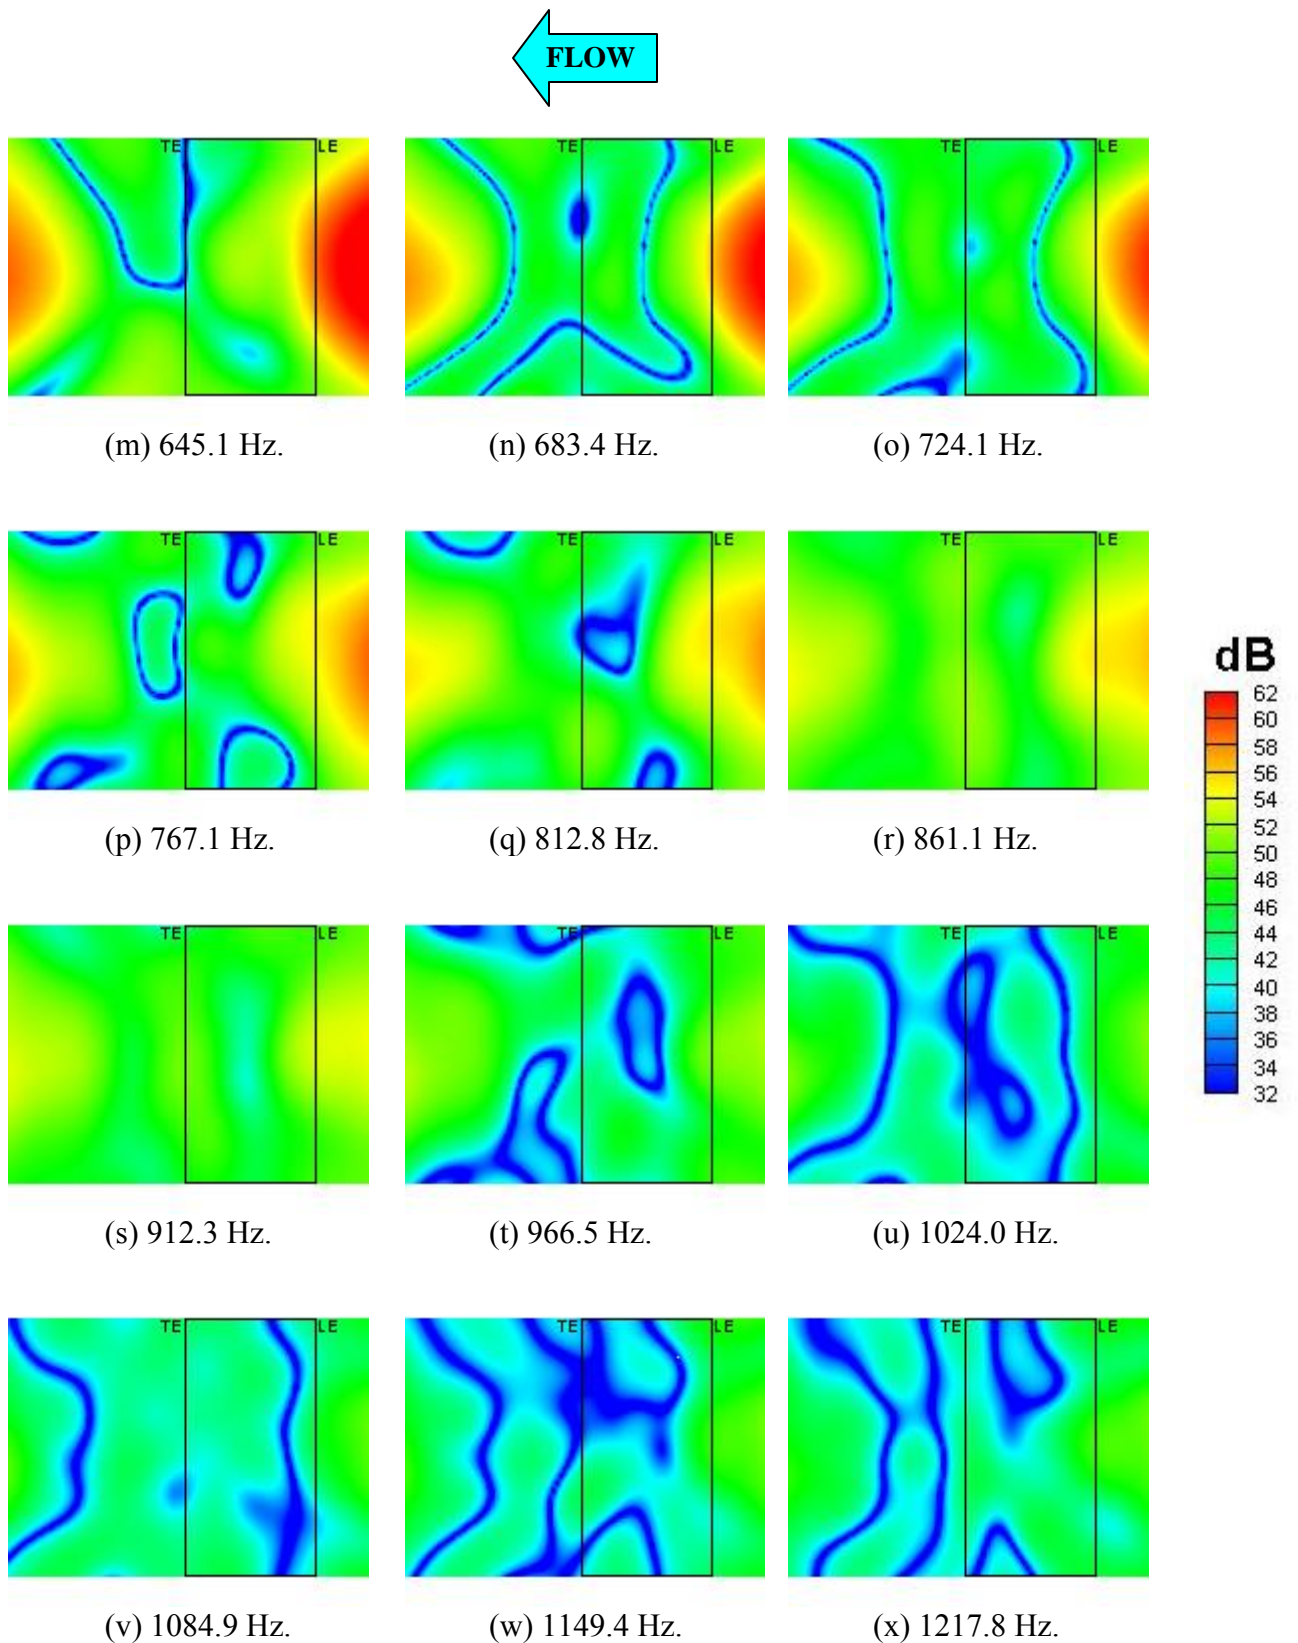 FLOW
TE LE TE LE TE LE
(m) 645.1 Hz. (n) 683.4 Hz. (o) 724.1 Hz.
TE LE TE LE TE LE
(p) 767.1 Hz. (q) 812.8 Hz. (r) 861.1 Hz.
TE LE TE LE TE LE
(s) 912.3 Hz. (t) 966.5 Hz. (u) 1024.0 Hz.
TE LE TE LE TE LE
(v) 1084.9 Hz. (w) 1149.4 Hz. (x) 1217.8 Hz.
dB
62
60
58
56
54
52
50
48
46
44
42
40
38
36
34
32